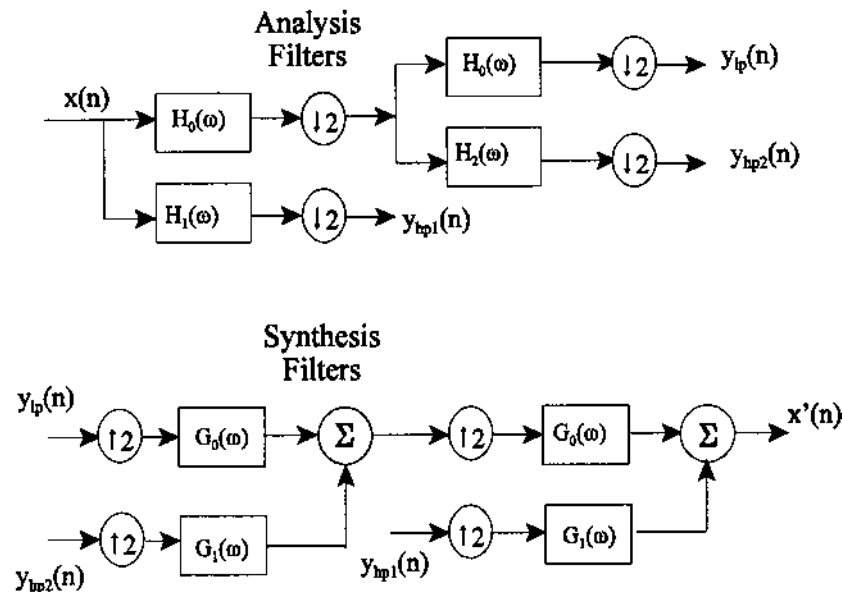 Analysis
Filters
x(n)
H₀(ω)
↓2
H₀(ω)
↓2
y_lp(n)
H₂(ω)
↓2
y_hp2(n)
H₁(ω)
↓2
y_hp1(n)
Synthesis
Filters
y_lp(n)
↑2
G₀(ω)
Σ
↑2
G₀(ω)
Σ
x'(n)
↑2
G₁(ω)
y_hp2(n)
y_hp1(n)
↑2
G₁(ω)